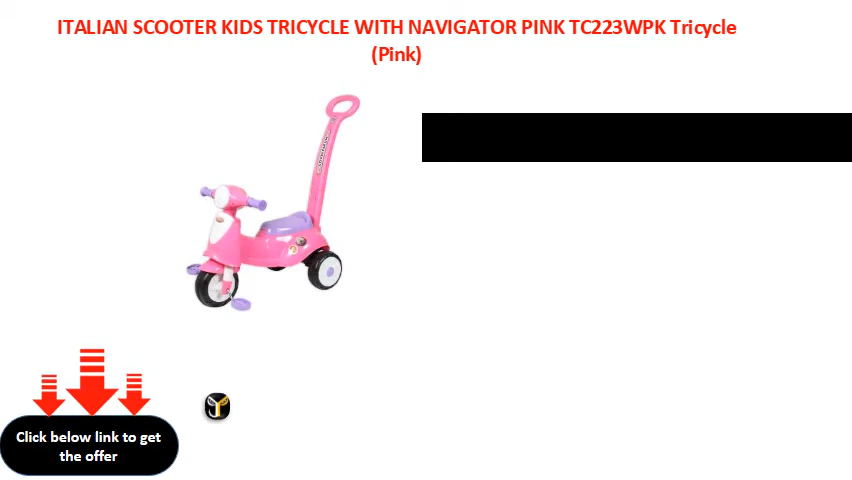 ITALIAN SCOOTER KIDS TRICYCLE WITH NAVIGATOR PINK TC223WPK Tricycle
(Pink)
Click below link to get
the offer